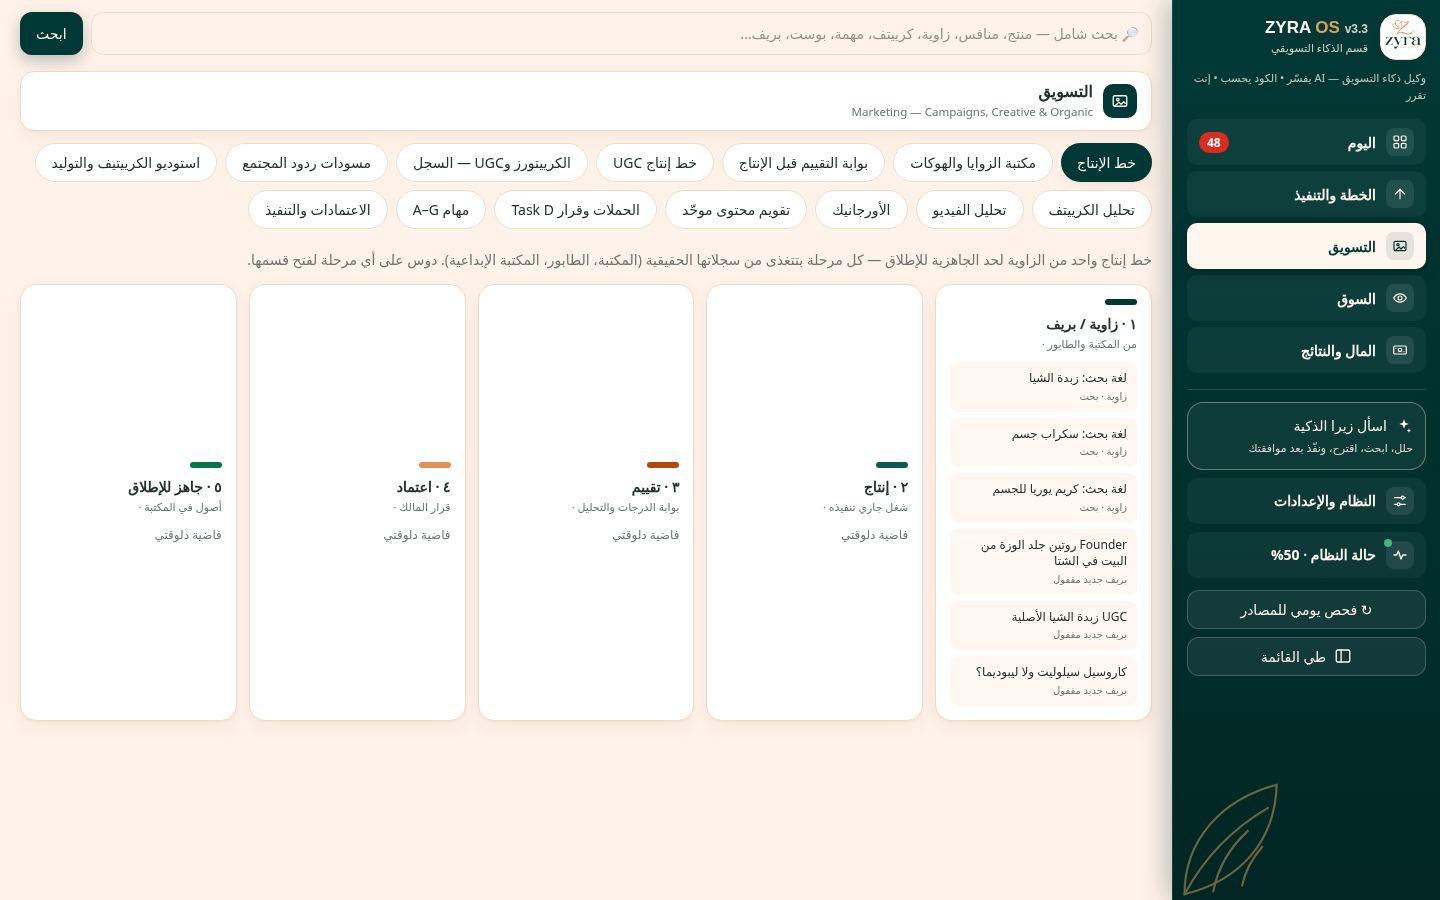 zyra
ZYRA OS v3.3
قسم الذكاء التسويقي
وكيل ذكاء التسويق — AI يفسّر • الكود يحسب • إنت
تقرر
اليوم
48
الخطة والتنفيذ
التسويق
السوق
المال والنتائج
اسأل زيرا الذكية
حلل، ابحث، اقترح، ونفّذ بعد موافقتك
النظام والإعدادات
حالة النظام · 50%
↻ فحص يومي للمصادر
طي القائمة
🔎 بحث شامل — منتج، منافس، زاوية، كرييتف، مهمة، بوست، بريف...
ابحث
التسويق
Marketing — Campaigns, Creative & Organic
خط الإنتاج
مكتبة الزوايا والهوكات
بوابة التقييم قبل الإنتاج
خط إنتاج UGC
الكرييتورز وUGC — السجل
مسودات ردود المجتمع
استوديو الكرييتيف والتوليد
تحليل الكرييتف
تحليل الفيديو
الأورجانيك
تقويم محتوى موحّد
الحملات وقرار Task D
مهام A–G
الاعتمادات والتنفيذ
خط إنتاج واحد من الزاوية لحد الجاهزية للإطلاق — كل مرحلة بتتغذى من سجلاتها الحقيقية (المكتبة، الطابور، المكتبة الإبداعية). دوس على أي مرحلة لفتح قسمها.
١ · زاوية / بريف
من المكتبة والطابور ·
لغة بحث: زبدة الشيا
زاوية · بحث
لغة بحث: سكراب جسم
زاوية · بحث
لغة بحث: كريم يوريا للجسم
زاوية · بحث
Founder روتين جلد الوزة من
البيت في الشتا
بريف جديد مقفول
UGC زبدة الشيا الأصلية
بريف جديد مقفول
كاروسيل سيلوليت ولا ليبوديما؟
بريف جديد مقفول
٢ · إنتاج
شغل جاري تنفيذه ·
فاضية دلوقتي
٣ · تقييم
بوابة الدرجات والتحليل ·
فاضية دلوقتي
٤ · اعتماد
قرار المالك ·
فاضية دلوقتي
٥ · جاهز للإطلاق
أصول في المكتبة ·
فاضية دلوقتي